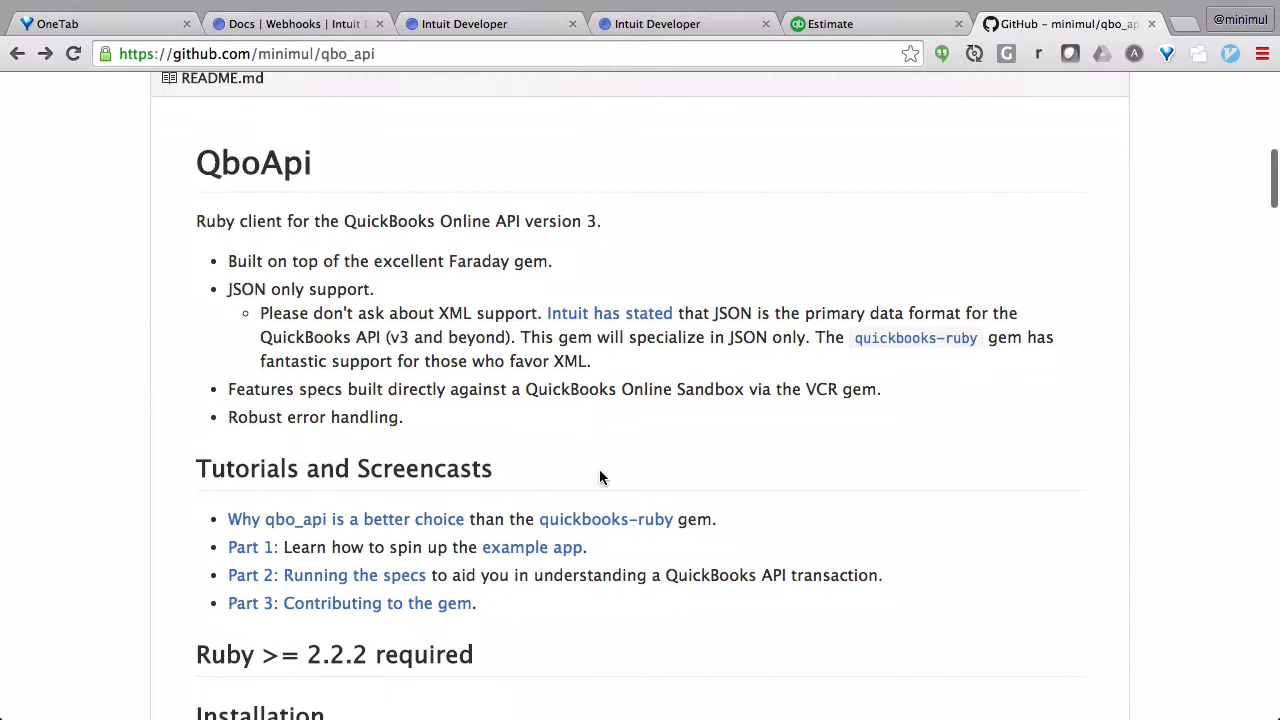 OneTab
Docs | Webhooks | Intuit D
Intuit Developer
Intuit Developer
Estimate
GitHub - minimul/qbo_ap
@minimul
https://github.com/minimul/qbo_api
README.md
QboApi
Ruby client for the QuickBooks Online API version 3.
• Built on top of the excellent Faraday gem.
• JSON only support.
◦ Please don't ask about XML support. Intuit has stated that JSON is the primary data format for the
QuickBooks API (v3 and beyond). This gem will specialize in JSON only. The quickbooks-ruby gem has
fantastic support for those who favor XML.
• Features specs built directly against a QuickBooks Online Sandbox via the VCR gem.
• Robust error handling.
Tutorials and Screencasts
• Why qbo_api is a better choice than the quickbooks-ruby gem.
• Part 1: Learn how to spin up the example app.
• Part 2: Running the specs to aid you in understanding a QuickBooks API transaction.
• Part 3: Contributing to the gem.
Ruby >= 2.2.2 required
Installation